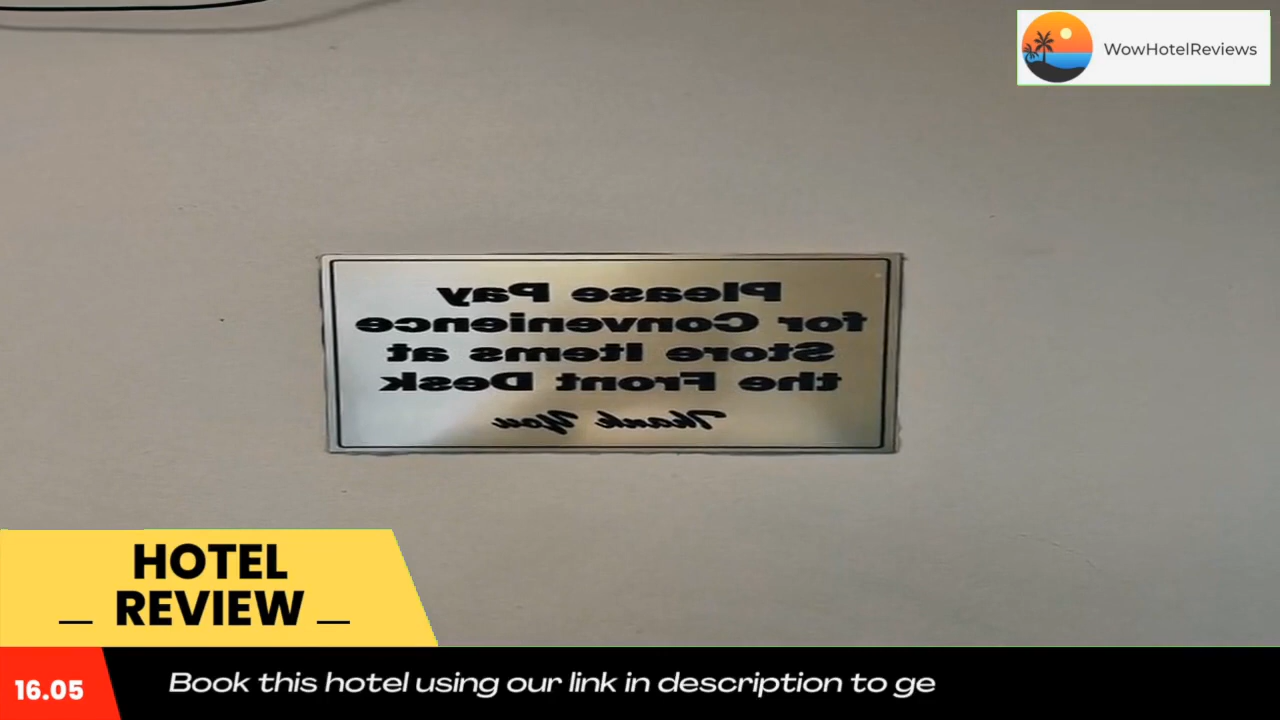 WowHotelReviews
Please Pay
for Convenience
Store Items at
the Front Desk
Thank You
HOTEL
REVIEW
16.05
Book this hotel using our link in description to ge